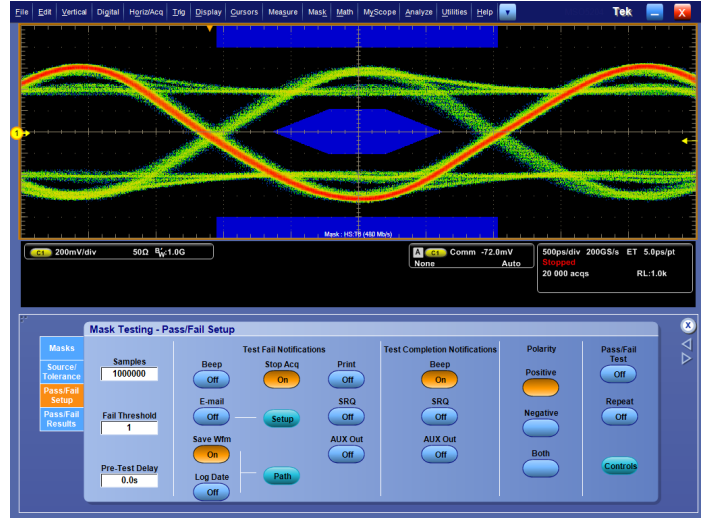 File Edit Vertical Digital Horiz/Acq Trig Display Cursors Measure Mask Math MyScope Analyze Utilities Help Tek X
1
Mask : HS:T6 (480 Mb/s)
C1 200mV/div 50Ω BW:1.0G
A C1 Comm -72.0mV
None Auto
500ps/div 200GS/s ET 5.0ps/pt
Stopped
20 000 acqs RL:1.0k
Mask Testing - Pass/Fail Setup
X
Masks
Source/
Tolerance
Pass/Fail
Setup
Pass/Fail
Results
Samples
1000000
Fail Threshold
1
Pre-Test Delay
0.0s
Test Fail Notifications
Beep
Off
Stop Acq
On
Print
Off
E-mail
Off
Setup
SRQ
Off
Save Wfm
On
AUX Out
Off
Log Date
Off
Path
Test Completion Notifications
Beep
On
SRQ
Off
AUX Out
Off
Polarity
Positive
Negative
Both
Pass/Fail
Test
Off
Repeat
Off
Controls